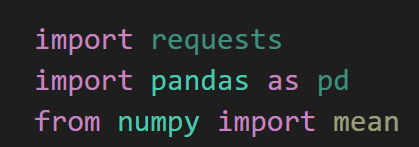 import requests
import pandas as pd
from numpy import mean